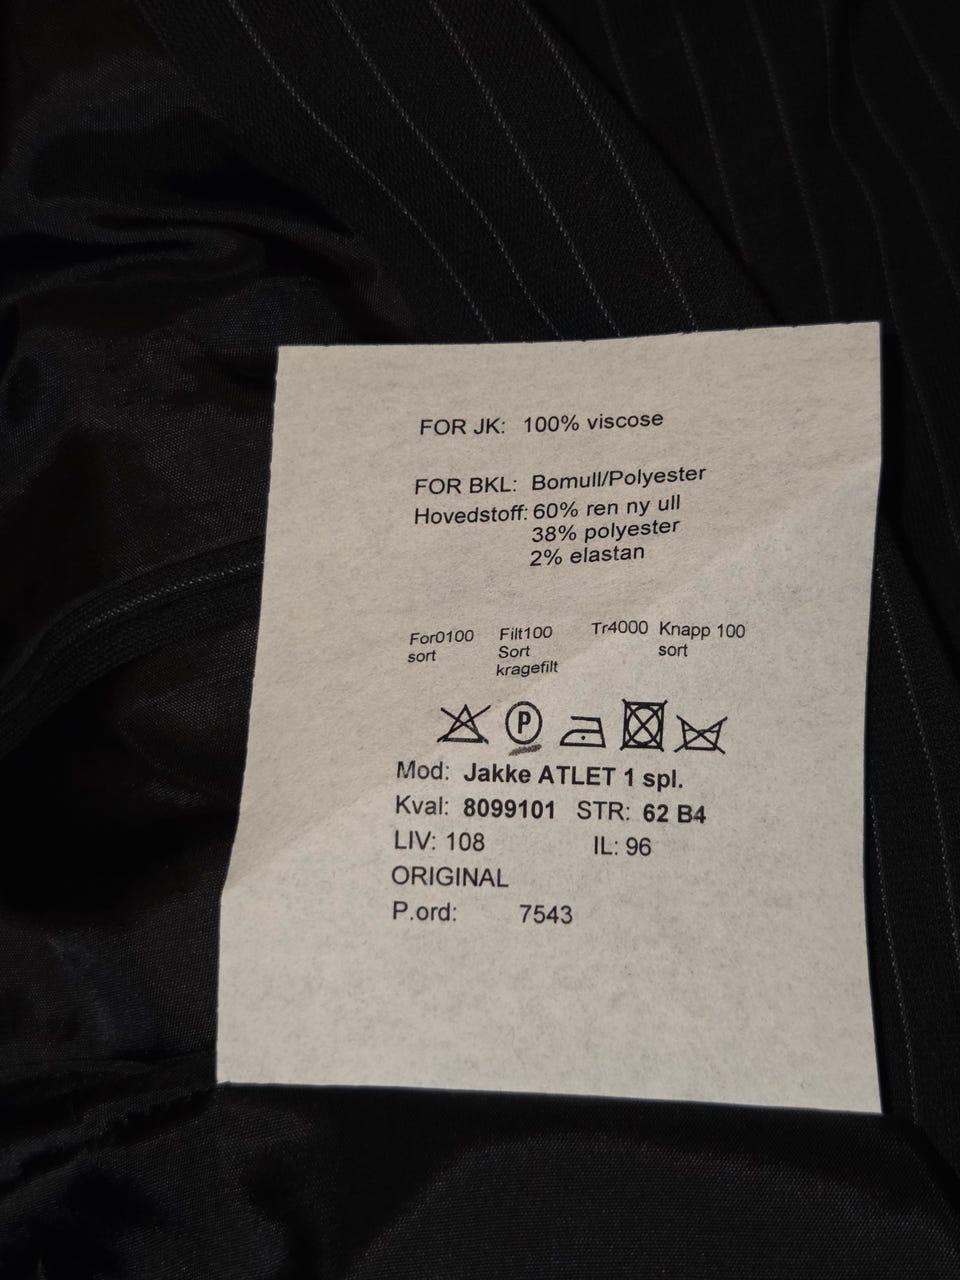 FOR JK: 100% viscose
FOR BKL: Bomull/Polyester
Hovedstoff: 60% ren ny ull
38% polyester
2% elastan
For0100 Filt100 Tr4000 Knapp 100
sort Sort sort
kragefilt
P
Mod: Jakke ATLET 1 spl.
Kval: 8099101 STR: 62 B4
LIV: 108 IL: 96
ORIGINAL
P.ord: 7543